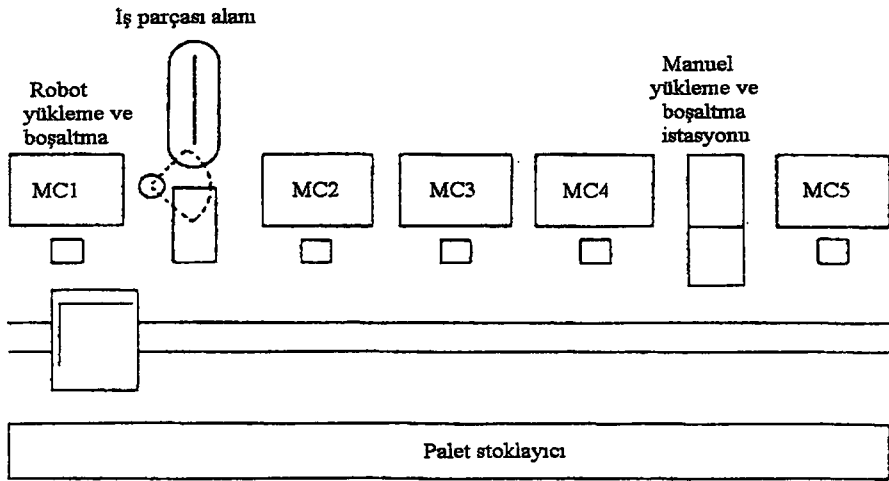 İş parçası alanı
Robot
yükleme ve
boşaltma
Manuel
yükleme ve
boşaltma
istasyonu
MC1
MC2
MC3
MC4
MC5
Palet stoklayıcı